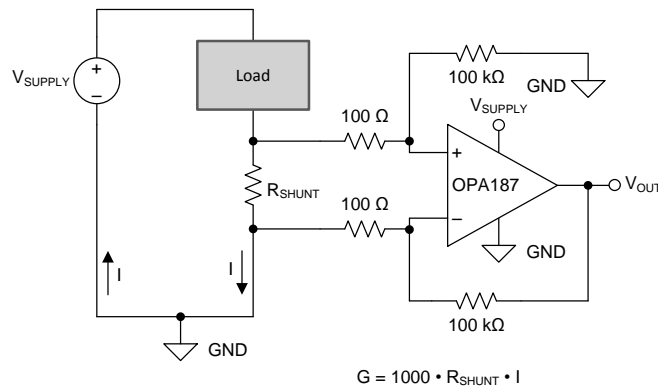 100 kΩ
GND
V_SUPPLY
+
−
Load
100 Ω
V_SUPPLY
R_SHUNT
+
OPA187
−
V_OUT
100 Ω
GND
I
I
100 kΩ
GND
G = 1000 • R_SHUNT • I